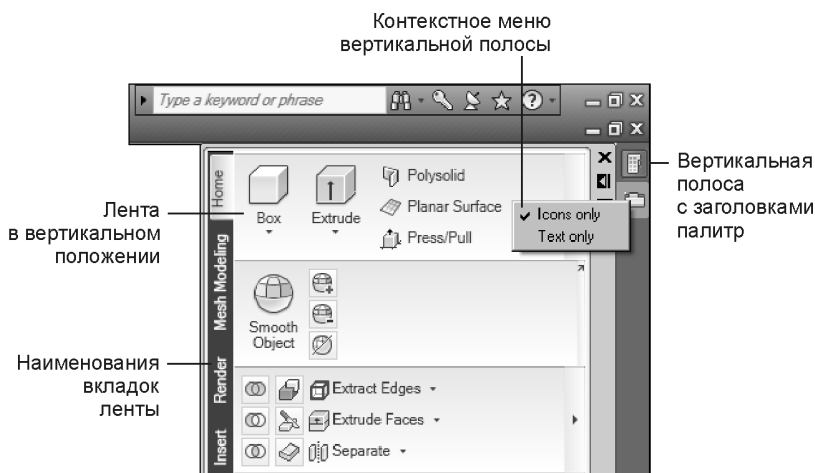 Контекстное меню
вертикальной полосы
Type a keyword or phrase
Вертикальная
полоса
с заголовками
палитр
Лента
в вертикальном
положении
Наименования
вкладок
ленты
Home
Mesh Modeling
Render
Insert
Box
Extrude
Polysolid
Planar Surface
Press/Pull
Icons only
Text only
Smooth
Object
Extract Edges
Extrude Faces
Separate